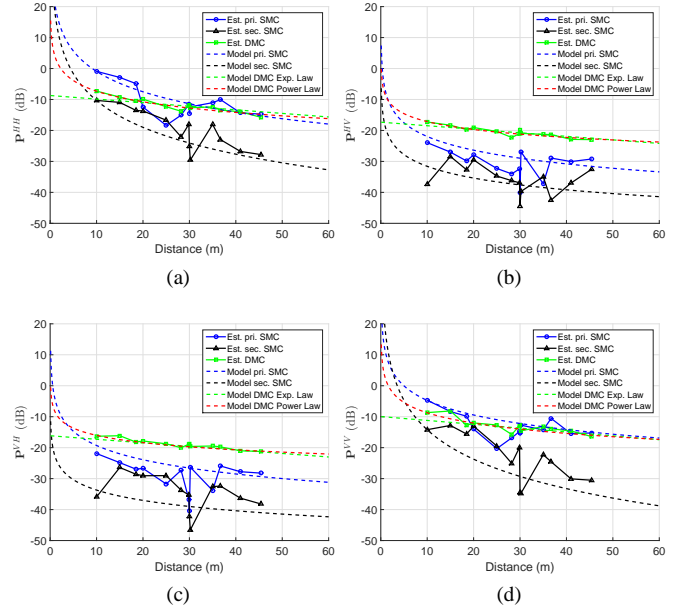 20
10
0
-10
-20
-30
-40
-50
0 10 20 30 40 50 60
Distance (m)
P^{HH} (dB)
Est. pri. SMC
Est. sec. SMC
Est. DMC
Model pri. SMC
Model sec. SMC
Model DMC Exp. Law
Model DMC Power Law
(a)
20
10
0
-10
-20
-30
-40
-50
0 10 20 30 40 50 60
Distance (m)
P^{HV} (dB)
Est. pri. SMC
Est. sec. SMC
Est. DMC
Model pri. SMC
Model sec. SMC
Model DMC Exp. Law
Model DMC Power Law
(b)
20
10
0
-10
-20
-30
-40
-50
0 10 20 30 40 50 60
Distance (m)
P^{VH} (dB)
Est. pri. SMC
Est. sec. SMC
Est. DMC
Model pri. SMC
Model sec. SMC
Model DMC Exp. Law
Model DMC Power Law
(c)
20
10
0
-10
-20
-30
-40
-50
0 10 20 30 40 50 60
Distance (m)
P^{VV} (dB)
Est. pri. SMC
Est. sec. SMC
Est. DMC
Model pri. SMC
Model sec. SMC
Model DMC Exp. Law
Model DMC Power Law
(d)